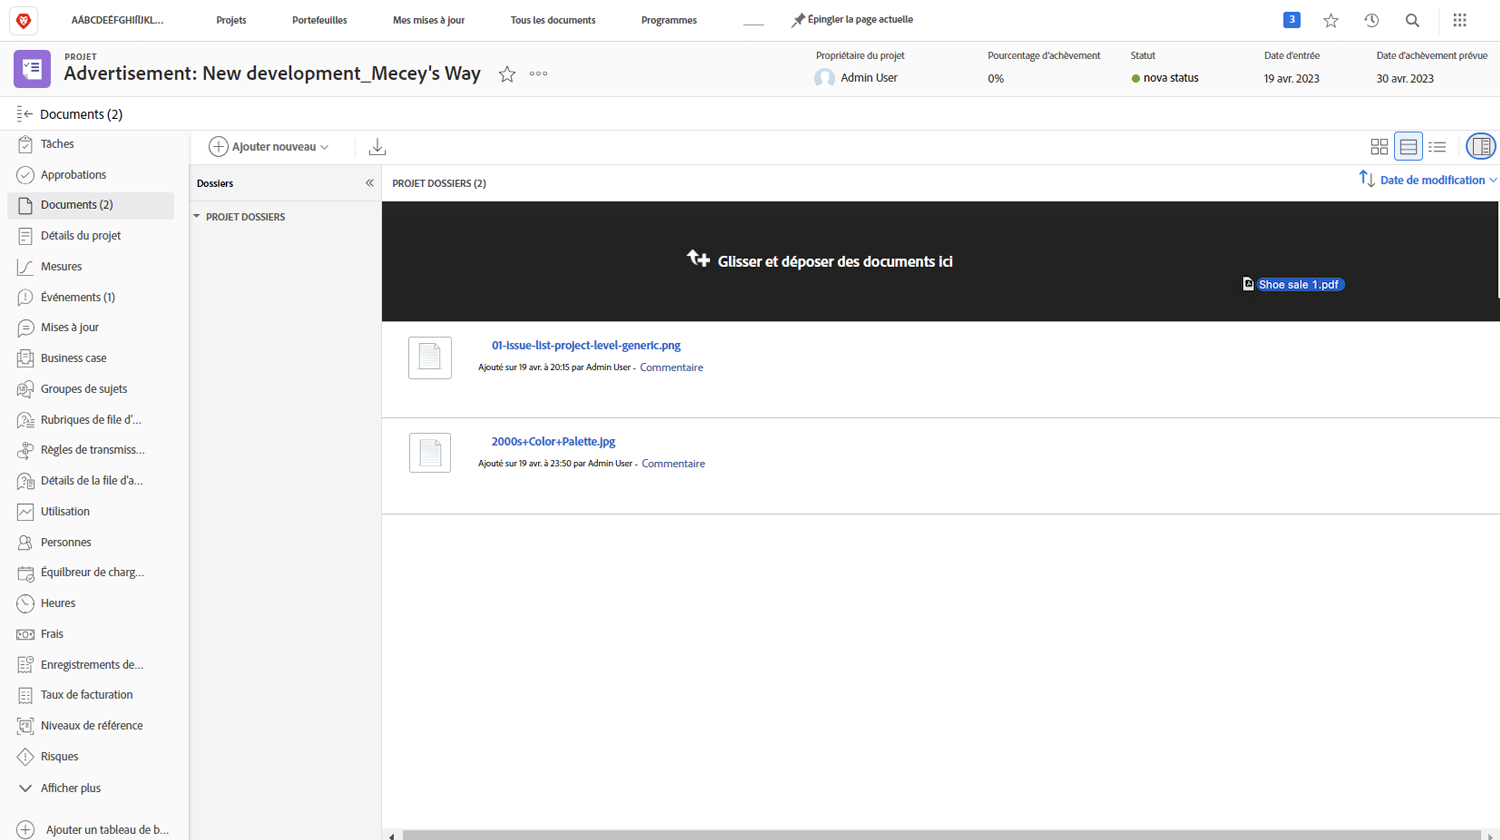 AÁBCDEÉFGHIÍIJKL...
Projets
Portefeuilles
Mes mises à jour
Tous les documents
Programmes
Épingler la page actuelle
3
PROJET
Advertisement: New development_Mecey's Way
Propriétaire du projet
Admin User
Pourcentage d'achèvement
0%
Statut
nova status
Date d'entrée
19 avr. 2023
Date d'achèvement prévue
30 avr. 2023
Documents (2)
Tâches
Approbations
Documents (2)
Détails du projet
Mesures
Événements (1)
Mises à jour
Business case
Groupes de sujets
Rubriques de file d'...
Règles de transmiss...
Détails de la file d'a...
Utilisation
Personnes
Équilbreur de charg...
Heures
Frais
Enregistrements de...
Taux de facturation
Niveaux de référence
Risques
Afficher plus
Ajouter un tableau de b...
Ajouter nouveau
Dossiers
PROJET DOSSIERS
PROJET DOSSIERS (2)
Date de modification
Glisser et déposer des documents ici
Shoe sale 1.pdf
01-issue-list-project-level-generic.png
Ajouté sur 19 avr. à 20:15 par Admin User - Commentaire
2000s+Color+Palette.jpg
Ajouté sur 19 avr. à 23:50 par Admin User - Commentaire